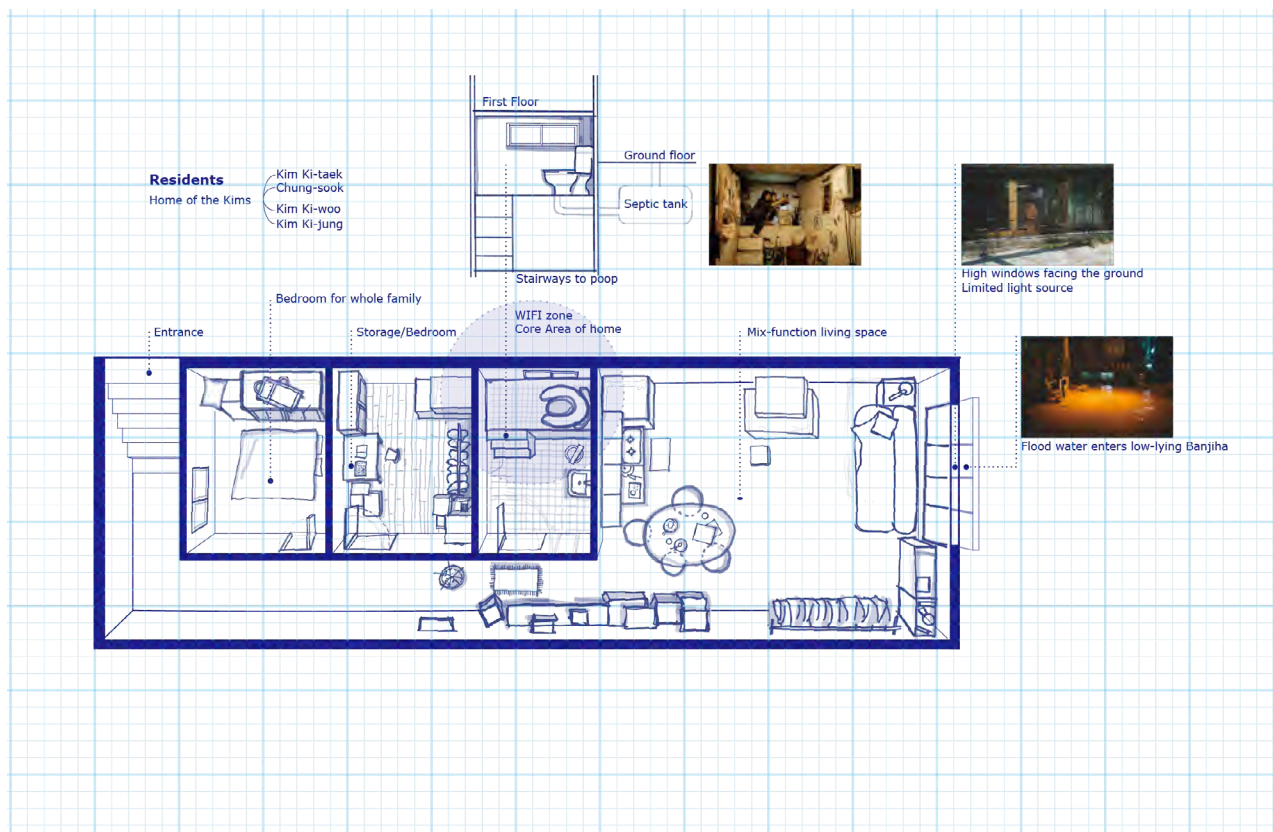 First Floor
Ground floor
Septic tank
Stairways to poop
Residents
Home of the Kims
Kim Ki-taek
Chung-sook
Kim Ki-woo
Kim Ki-jung
High windows facing the ground
Limited light source
Bedroom for whole family
Entrance
Storage/Bedroom
WIFI zone
Core Area of home
Mix-function living space
Flood water enters low-lying Banjiha